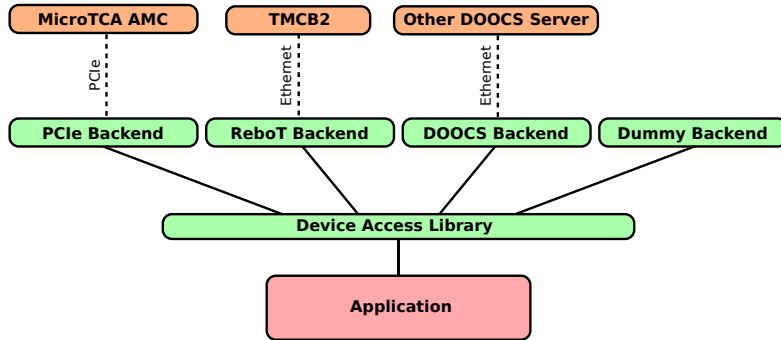 MicroTCA AMC
TMCB2
Other DOOCS Server
PCIe
Ethernet
Ethernet
PCIe Backend
ReboT Backend
DOOCS Backend
Dummy Backend
Device Access Library
Application